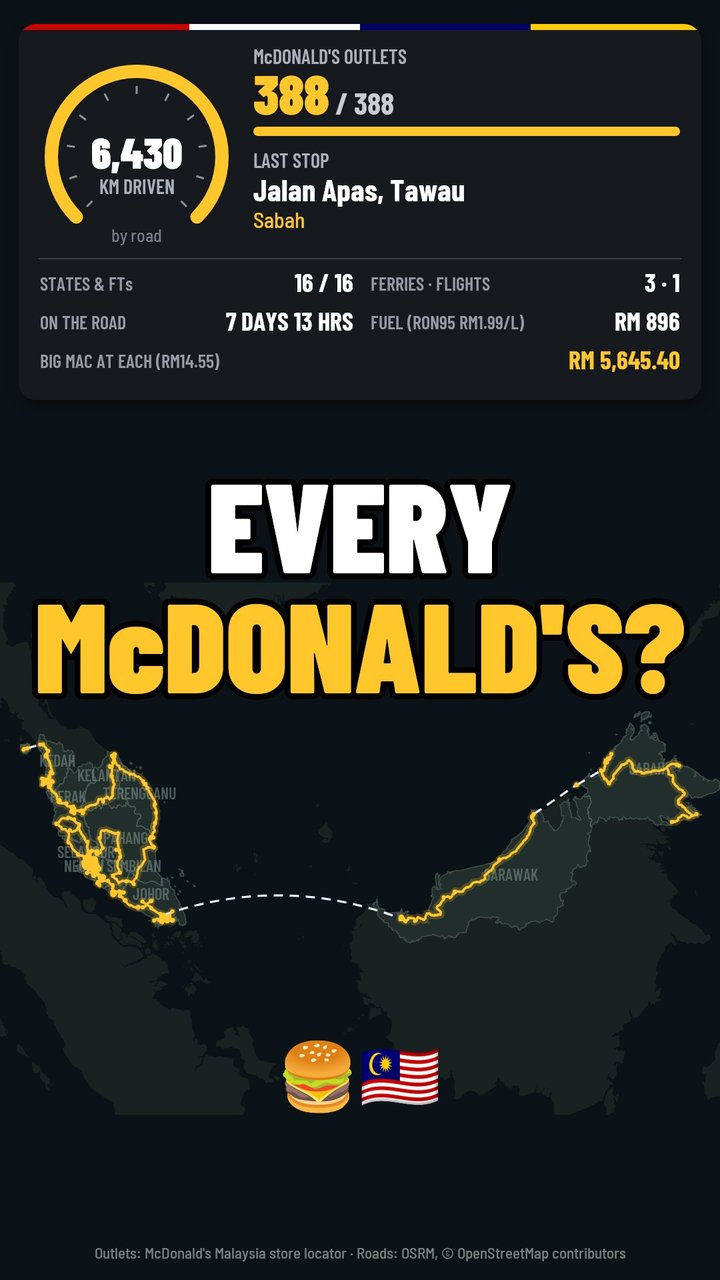 McDONALD'S OUTLETS
388 / 388
6,430
KM DRIVEN
by road
LAST STOP
Jalan Apas, Tawau
Sabah
STATES & FTs 16 / 16 FERRIES · FLIGHTS 3 · 1
ON THE ROAD 7 DAYS 13 HRS FUEL (RON95 RM1.99/L) RM 896
BIG MAC AT EACH (RM14.55) RM 5,645.40
EVERY
McDONALD'S?
KEDAH
KELANTAN
TERENGGANU
PERAK
PAHANG
JOHOR
Outlets: McDonald's Malaysia store locator · Roads: OSRM, © OpenStreetMap contributors